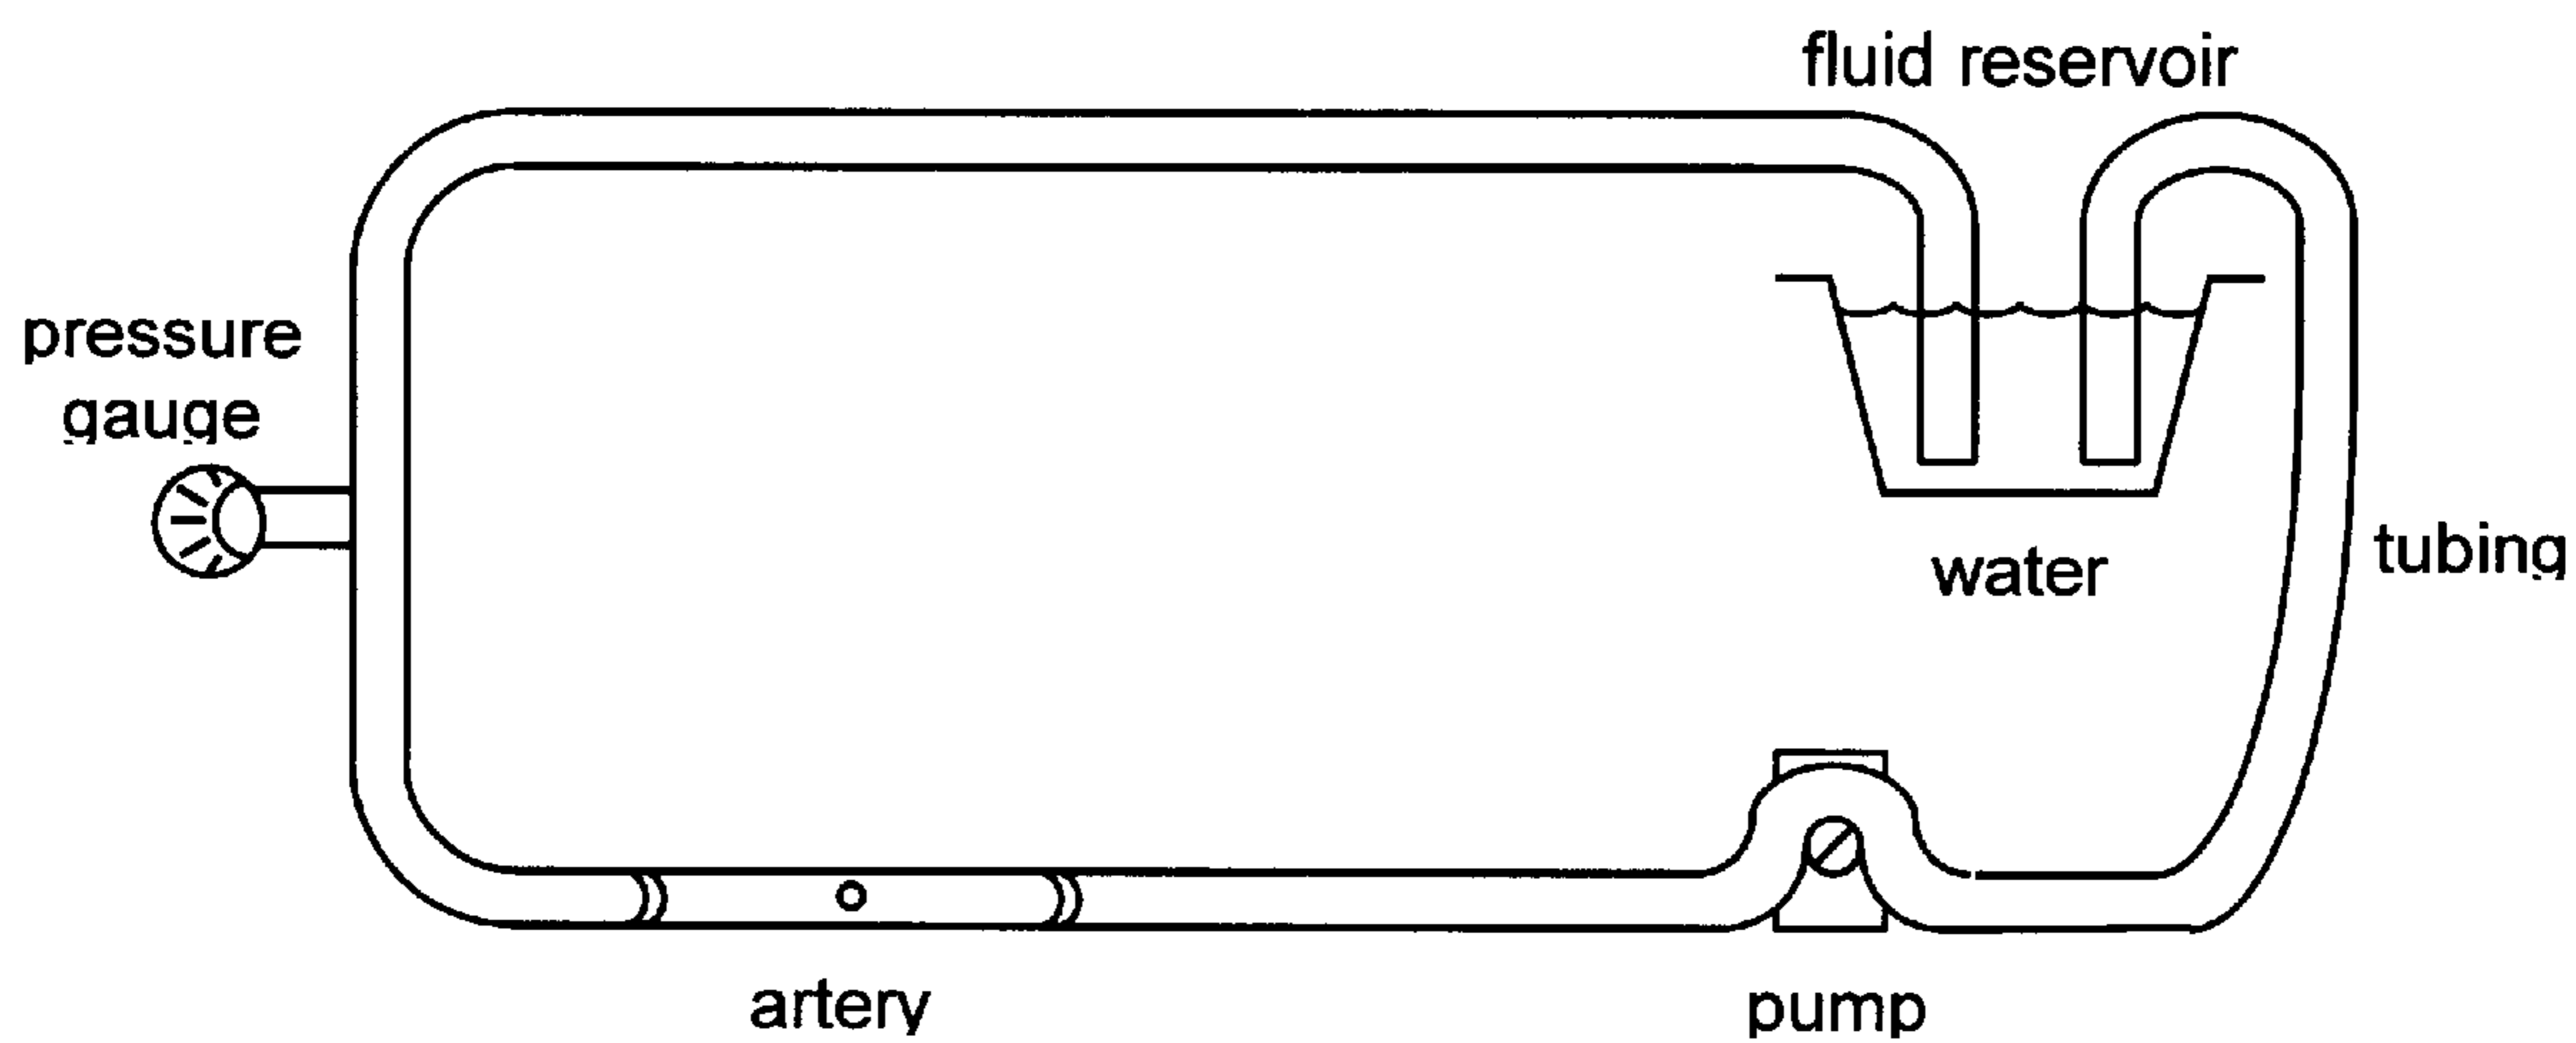 fluid reservoir
pressure
gauge
water
tubing
artery
pump